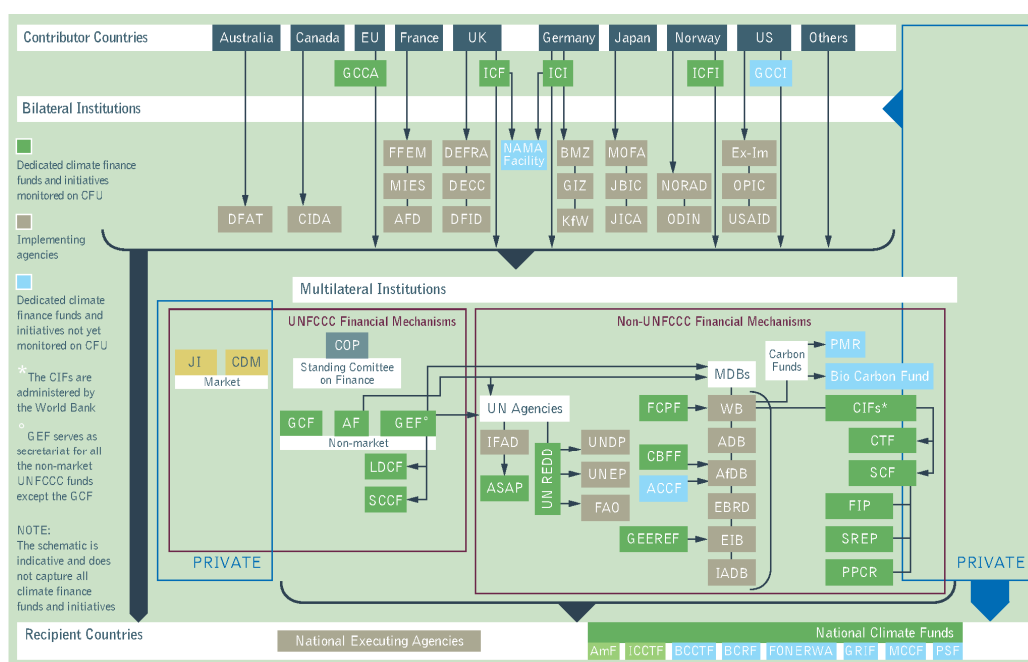 Contributor Countries
Australia
Canada
EU
France
UK
Germany
Japan
Norway
US
Others
GCCA
ICF
ICI
ICFI
GCCI
Bilateral Institutions
Dedicated climate finance
funds and initiatives
monitored on CFU
Implementing
agencies
Dedicated climate
finance funds and
initiatives not yet
monitored on CFU
* The CIFs are
administered by
the World Bank
° GEF serves as
secretariat for all
the non-market
UNFCCC funds
except the GCF
NOTE:
The schematic is
indicative and does
not capture all
climate finance
funds and initiatives
DFAT
CIDA
FFEM
MIES
AFD
DEFRA
DECC
DFID
NAMA
Facility
BMZ
GIZ
KfW
MOFA
JBIC
JICA
NORAD
ODIN
Ex-Im
OPIC
USAID
Multilateral Institutions
UNFCCC Financial Mechanisms
COP
Standing Comittee
on Finance
JI
CDM
Market
GCF
AF
GEF°
Non-market
LDCF
SCCF
PRIVATE
Non-UNFCCC Financial Mechanisms
UN Agencies
IFAD
ASAP
UN REDD
UNDP
UNEP
FAO
MDBs
FCPF
WB
ADB
CBFF
ACCF
AfDB
EBRD
GEEREF
EIB
IADB
Carbon
Funds
PMR
Bio Carbon Fund
CIFs*
CTF
SCF
FIP
SREP
PPCR
PRIVATE
Recipient Countries
National Executing Agencies
National Climate Funds
AmF
ICCTF
BCCTF
BCRF
FONERWA
GRIF
MCCF
PSF